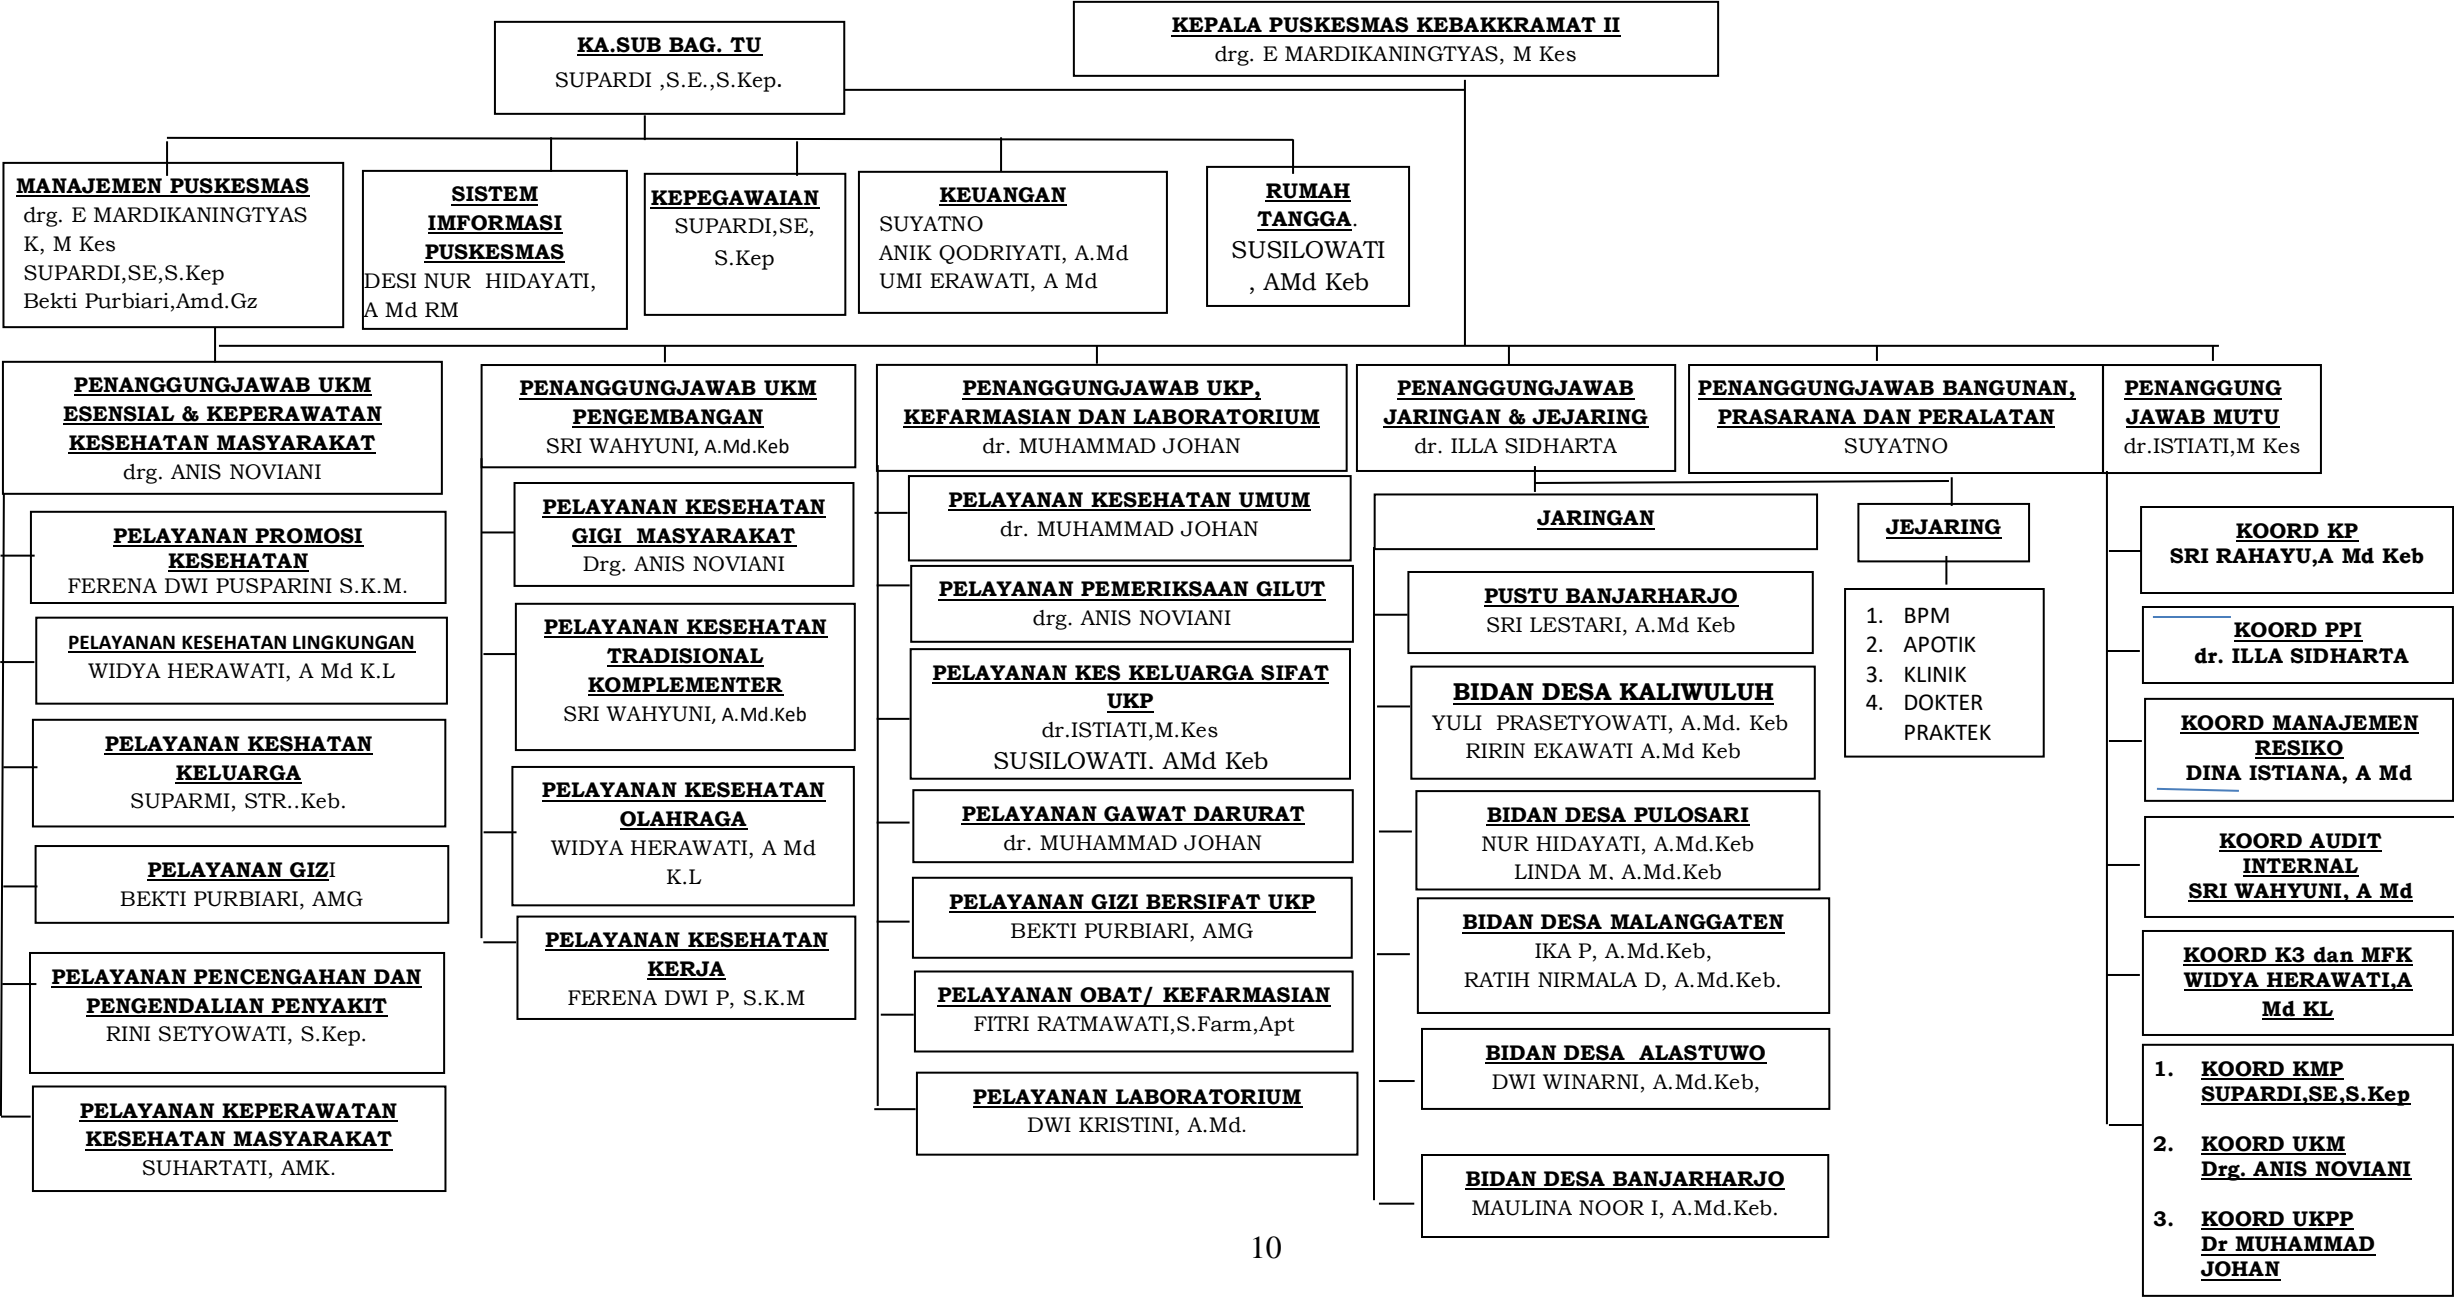 KEPALA PUSKESMAS KEBAKKRAMAT II
drg. E MARDIKANINGTYAS, M Kes
KA.SUB BAG. TU
SUPARDI ,S.E.,S.Kep.
MANAJEMEN PUSKESMAS
drg. E MARDIKANINGTYAS
K, M Kes
SUPARDI,SE,S.Kep
Bekti Purbiari,Amd.Gz
SISTEM
IMFORMASI
PUSKESMAS
DESI NUR HIDAYATI,
A Md RM
KEPEGAWAIAN
SUPARDI,SE,
S.Kep
KEUANGAN
SUYATNO
ANIK QODRIYATI, A.Md
UMI ERAWATI, A Md
RUMAH
TANGGA.
SUSILOWATI
, AMd Keb
PENANGGUNGJAWAB UKM
ESENSIAL & KEPERAWATAN
KESEHATAN MASYARAKAT
drg. ANIS NOVIANI
PELAYANAN PROMOSI
KESEHATAN
FERENA DWI PUSPARINI S.K.M.
PELAYANAN KESEHATAN LINGKUNGAN
WIDYA HERAWATI, A Md K.L
PELAYANAN KESHATAN
KELUARGA
SUPARMI, STR..Keb.
PELAYANAN GIZI
BEKTI PURBIARI, AMG
PELAYANAN PENCENGAHAN DAN
PENGENDALIAN PENYAKIT
RINI SETYOWATI, S.Kep.
PELAYANAN KEPERAWATAN
KESEHATAN MASYARAKAT
SUHARTATI, AMK.
PENANGGUNGJAWAB UKM
PENGEMBANGAN
SRI WAHYUNI, A.Md.Keb
PELAYANAN KESEHATAN
GIGI MASYARAKAT
Drg. ANIS NOVIANI
PELAYANAN KESEHATAN
TRADISIONAL
KOMPLEMENTER
SRI WAHYUNI, A.Md.Keb
PELAYANAN KESEHATAN
OLAHRAGA
WIDYA HERAWATI, A Md
K.L
PELAYANAN KESEHATAN
KERJA
FERENA DWI P, S.K.M
PENANGGUNGJAWAB UKP,
KEFARMASIAN DAN LABORATORIUM
dr. MUHAMMAD JOHAN
PELAYANAN KESEHATAN UMUM
dr. MUHAMMAD JOHAN
PELAYANAN PEMERIKSAAN GILUT
drg. ANIS NOVIANI
PELAYANAN KES KELUARGA SIFAT
UKP
dr.ISTIATI,M.Kes
SUSILOWATI. AMd Keb
PELAYANAN GAWAT DARURAT
dr. MUHAMMAD JOHAN
PELAYANAN GIZI BERSIFAT UKP
BEKTI PURBIARI, AMG
PELAYANAN OBAT/ KEFARMASIAN
FITRI RATMAWATI,S.Farm,Apt
PELAYANAN LABORATORIUM
DWI KRISTINI, A.Md.
PENANGGUNGJAWAB
JARINGAN & JEJARING
dr. ILLA SIDHARTA
JARINGAN
PUSTU BANJARHARJO
SRI LESTARI, A.Md Keb
BIDAN DESA KALIWULUH
YULI PRASETYOWATI, A.Md. Keb
RIRIN EKAWATI A.Md Keb
BIDAN DESA PULOSARI
NUR HIDAYATI, A.Md.Keb
LINDA M. A.Md.Keb
BIDAN DESA MALANGGATEN
IKA P, A.Md.Keb,
RATIH NIRMALA D, A.Md.Keb.
BIDAN DESA ALASTUWO
DWI WINARNI, A.Md.Keb,
BIDAN DESA BANJARHARJO
MAULINA NOOR I, A.Md.Keb.
JEJARING
1. BPM
2. APOTIK
3. KLINIK
4. DOKTER
PRAKTEK
PENANGGUNGJAWAB BANGUNAN,
PRASARANA DAN PERALATAN
SUYATNO
PENANGGUNG
JAWAB MUTU
dr.ISTIATI,M Kes
KOORD KP
SRI RAHAYU,A Md Keb
KOORD PPI
dr. ILLA SIDHARTA
KOORD MANAJEMEN
RESIKO
DINA ISTIANA, A Md
KOORD AUDIT
INTERNAL
SRI WAHYUNI, A Md
KOORD K3 dan MFK
WIDYA HERAWATI,A
Md KL
1. KOORD KMP
SUPARDI,SE,S.Kep
2. KOORD UKM
Drg. ANIS NOVIANI
3. KOORD UKPP
Dr MUHAMMAD
JOHAN
10